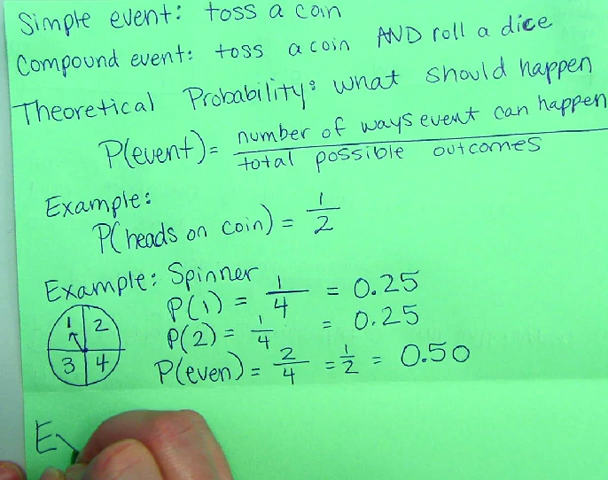 Simple event: toss a coin
Compound event: toss a coin AND roll a dice
Theoretical Probability: what should happen
P(event) = number of ways event can happen
total possible outcomes
Example:
P(heads on coin) = 1/2
Example: Spinner
P(1) = 1/4 = 0.25
P(2) = 1/4 = 0.25
P(even) = 2/4 = 1/2 = 0.50
1 2
3 4
Ex